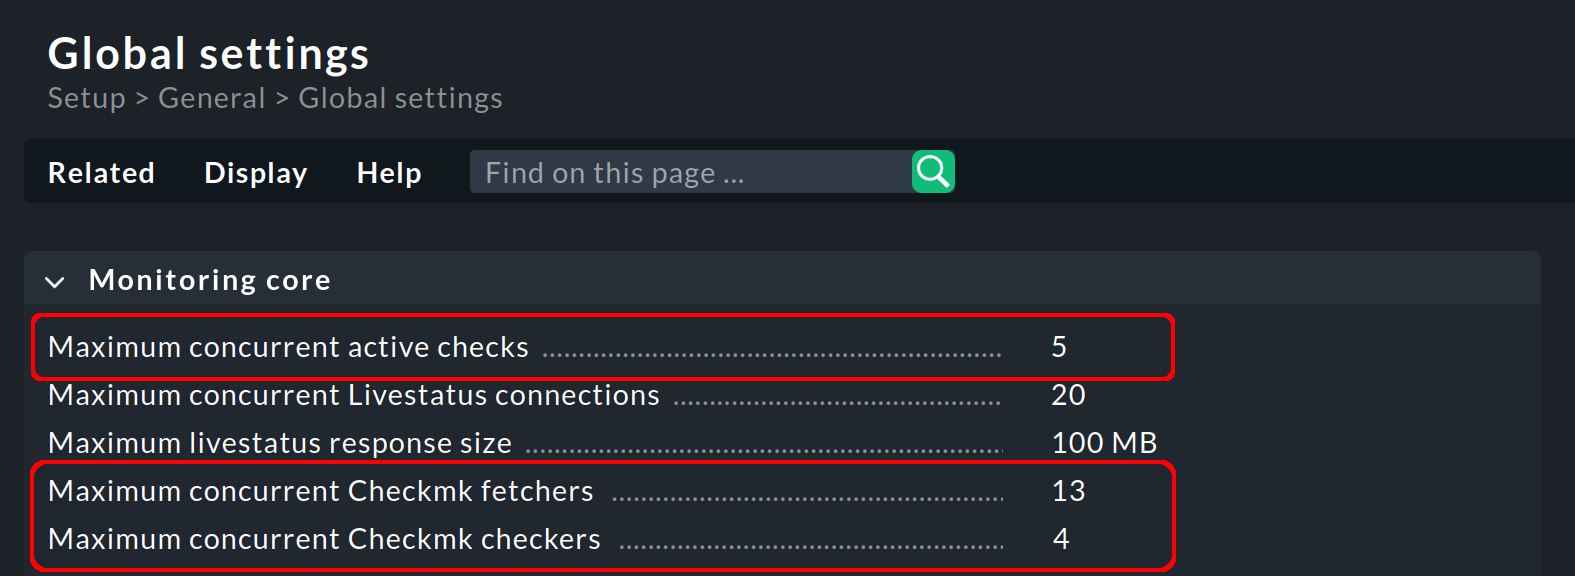 Global settings
Setup > General > Global settings
Related Display Help Find on this page ...
Monitoring core
Maximum concurrent active checks 5
Maximum concurrent Livestatus connections 20
Maximum livestatus response size 100 MB
Maximum concurrent Checkmk fetchers 13
Maximum concurrent Checkmk checkers 4